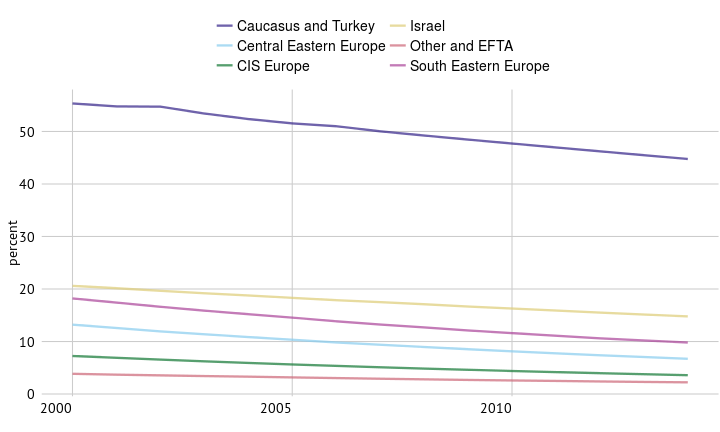 Caucasus and Turkey
Israel
Central Eastern Europe
Other and EFTA
CIS Europe
South Eastern Europe
percent
50
40
30
20
10
0
2000
2005
2010